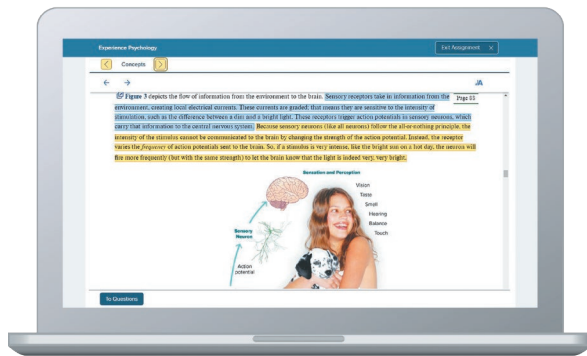 Experience Psychology
Exit Assignment X
Concepts
Figure 3 depicts the flow of information from the environment to the brain. Sensory receptors take in information from the
Page 81
environment, creating local electrical currents. These currents are graded; that means they are sensitive to the intensity of
stimulation, such as the difference between a dim and a bright light. These receptors trigger action potentials in sensory neurons, which
carry that information to the central nervous system. Because sensory neurons (like all neurons) follow the all-or-nothing principle, the
intensity of the stimulus cannot be communicated to the brain by changing the strength of the action potential. Instead, the receptor
varies the frequency of action potentials sent to the brain. So, if a stimulus is very intense, like the bright sun on a hot day, the neuron will
fire more frequently (but with the same strength) to let the brain know that the light is indeed very, very bright.
Sensation and Perception
Vision
Taste
Smell
Hearing
Balance
Touch
Sensory
Neuron
Action
potential
To Questions